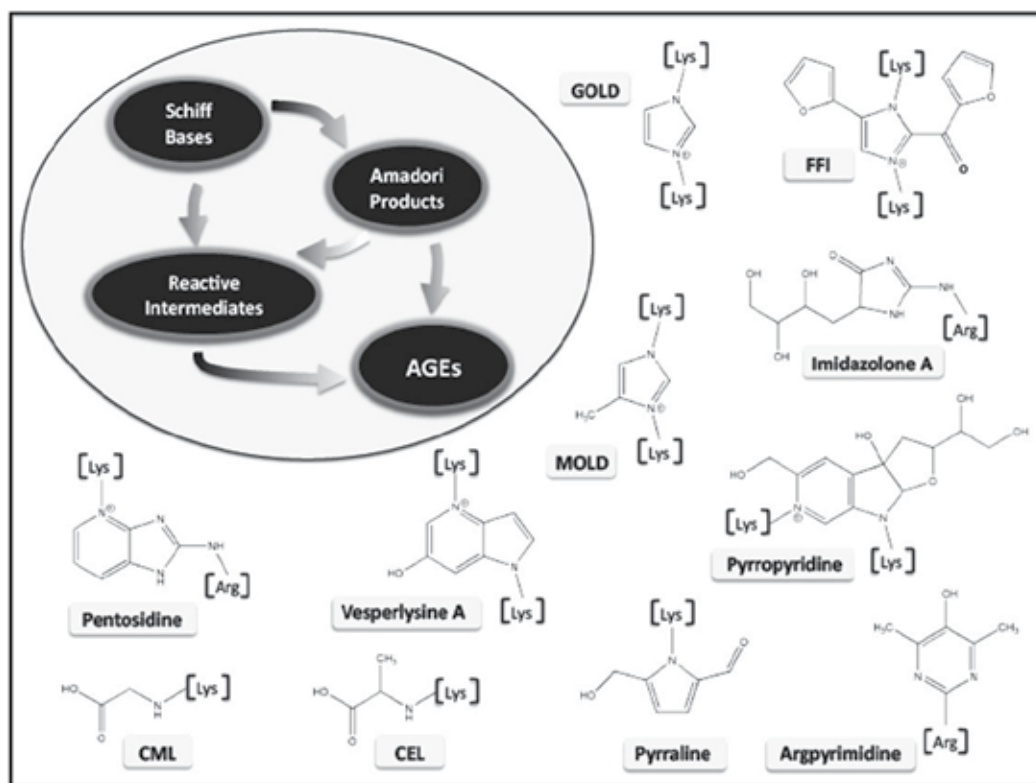 Schiff
Bases
Amadori
Products
Reactive
Intermediates
AGEs
[Lys]
GOLD
N
N⊕
[Lys]
[Lys]
O
O
N
FFI
N⊕
O
[Lys]
[Lys]
N
H₃C
N⊕
MOLD
[Lys]
OH
OH
O
N
NH
NH
OH
[Arg]
Imidazolone A
[Lys]
N⊕
N
NH
N
H
[Arg]
Pentosidine
[Lys]
N⊕
HO
N
[Lys]
Vesperlysine A
OH
HO
OH
HO
O
[Lys]
N⊕
N
[Lys]
Pyrropyridine
HO
O
N
H
[Lys]
CML
CH₃
HO
O
N
H
[Lys]
CEL
[Lys]
N
O
HO
Pyrraline
OH
H₃C
CH₃
N
N
[Arg]
Argpyrimidine